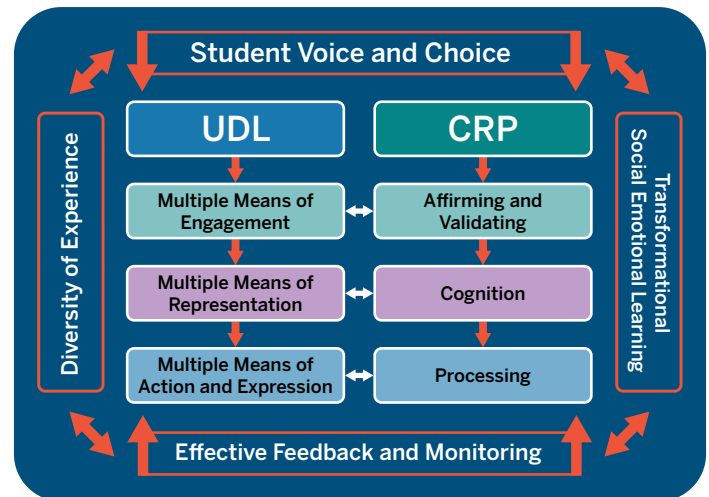 Student Voice and Choice
UDL
CRP
Diversity of Experience
Transformational
Social Emotional Learning
Multiple Means of
Engagement
Affirming and
Validating
Multiple Means of
Representation
Cognition
Multiple Means of
Action and Expression
Processing
Effective Feedback and Monitoring